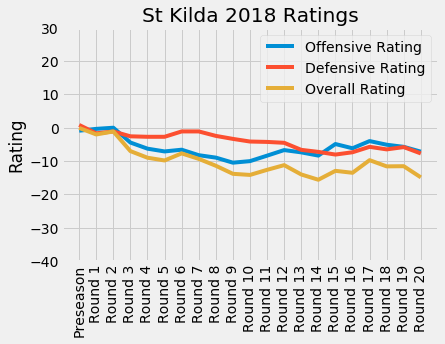 St Kilda 2018 Ratings
30
20
10
0
−10
−20
−30
−40
Rating
Offensive Rating
Defensive Rating
Overall Rating
Preseason
Round 1
Round 2
Round 3
Round 4
Round 5
Round 6
Round 7
Round 8
Round 9
Round 10
Round 11
Round 12
Round 13
Round 14
Round 15
Round 16
Round 17
Round 18
Round 19
Round 20